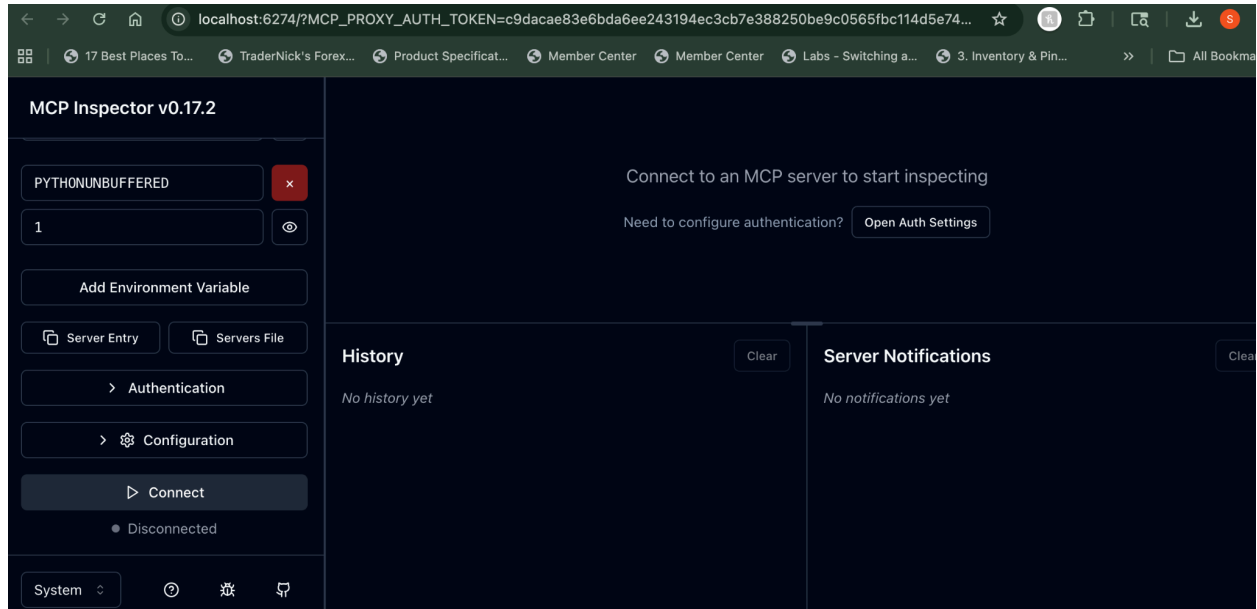 localhost:6274/?MCP_PROXY_AUTH_TOKEN=c9dacae83e6bda6ee243194ec3cb7e388250be9c0565fbc114d5e74...
S
17 Best Places To...
TraderNick's Forex...
Product Specificat...
Member Center
Member Center
Labs - Switching a...
3. Inventory & Pin...
»
All Bookma
MCP Inspector v0.17.2
PYTHONUNBUFFERED
×
1
Add Environment Variable
Server Entry
Servers File
Authentication
Configuration
Connect
Disconnected
System
Connect to an MCP server to start inspecting
Need to configure authentication?
Open Auth Settings
History
Clear
No history yet
Server Notifications
Clea
No notifications yet